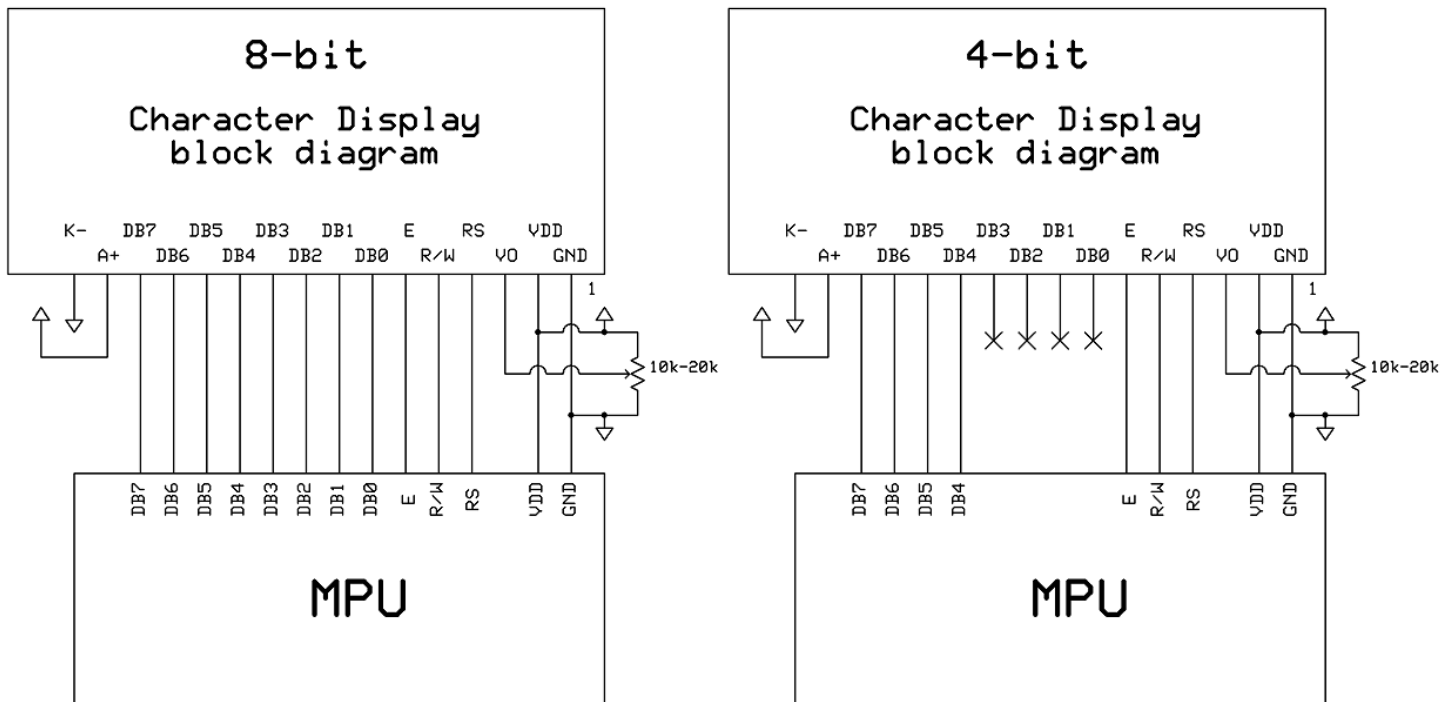 8-bit
Character Display
block diagram
K- DB7 DB5 DB3 DB1 E RS VDD
A+ DB6 DB4 DB2 DB0 R/W VO GND
1
10k-20k
DB7 DB6 DB5 DB4 DB3 DB2 DB1 DB0 E R/W RS VDD GND
MPU
4-bit
Character Display
block diagram
K- DB7 DB5 DB3 DB1 E RS VDD
A+ DB6 DB4 DB2 DB0 R/W VO GND
1
10k-20k
DB7 DB6 DB5 DB4 E R/W RS VDD GND
MPU